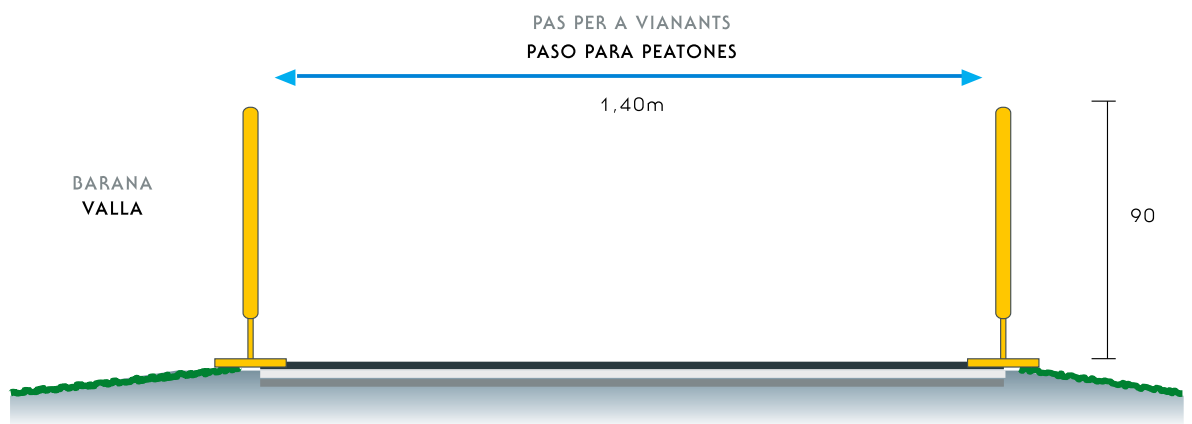 PAS PER A VIANANTS
PASO PARA PEATONES
1,40m
BARANA
VALLA
90